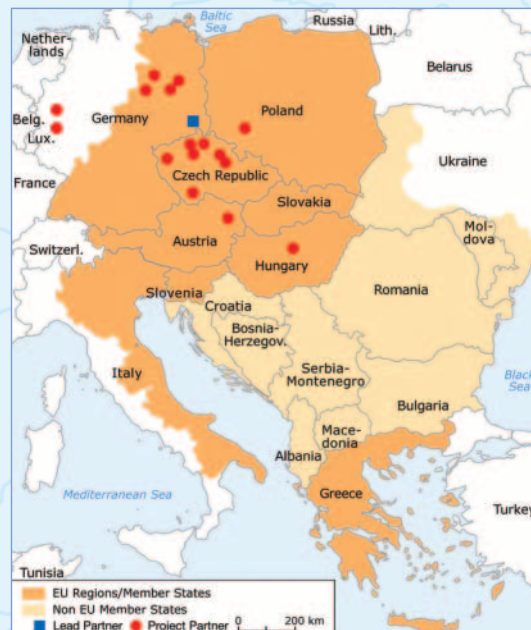 Baltic
Sea
Russia
Lith.
Nether-
lands
Belarus
Poland
Belg.
Germany
Lux.
Ukraine
Czech Republic
France
Slovakia
Mol-
dova
Switzerl.
Austria
Hungary
Slovenia
Romania
Croatia
Bosnia-
Herzegov.
Serbia-
Montenegro
Italy
Black
Sea
Bulgaria
Mace-
donia
Albania
Mediterranean Sea
Greece
Turkey
Tunisia
EU Regions/Member States
Non EU Member States
Lead Partner
Project Partner
0 200 km